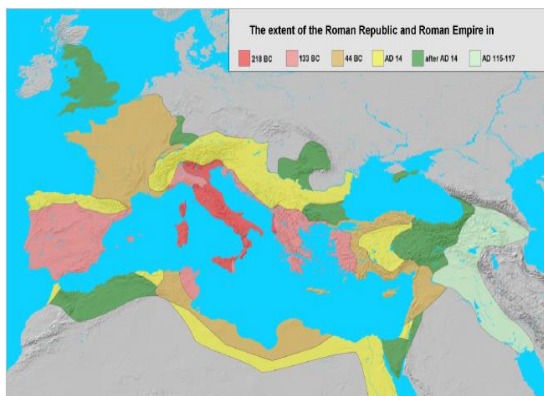 The extent of the Roman Republic and Roman Empire in
218 BC 133 BC 44 BC AD 14 after AD 14 AD 115-117